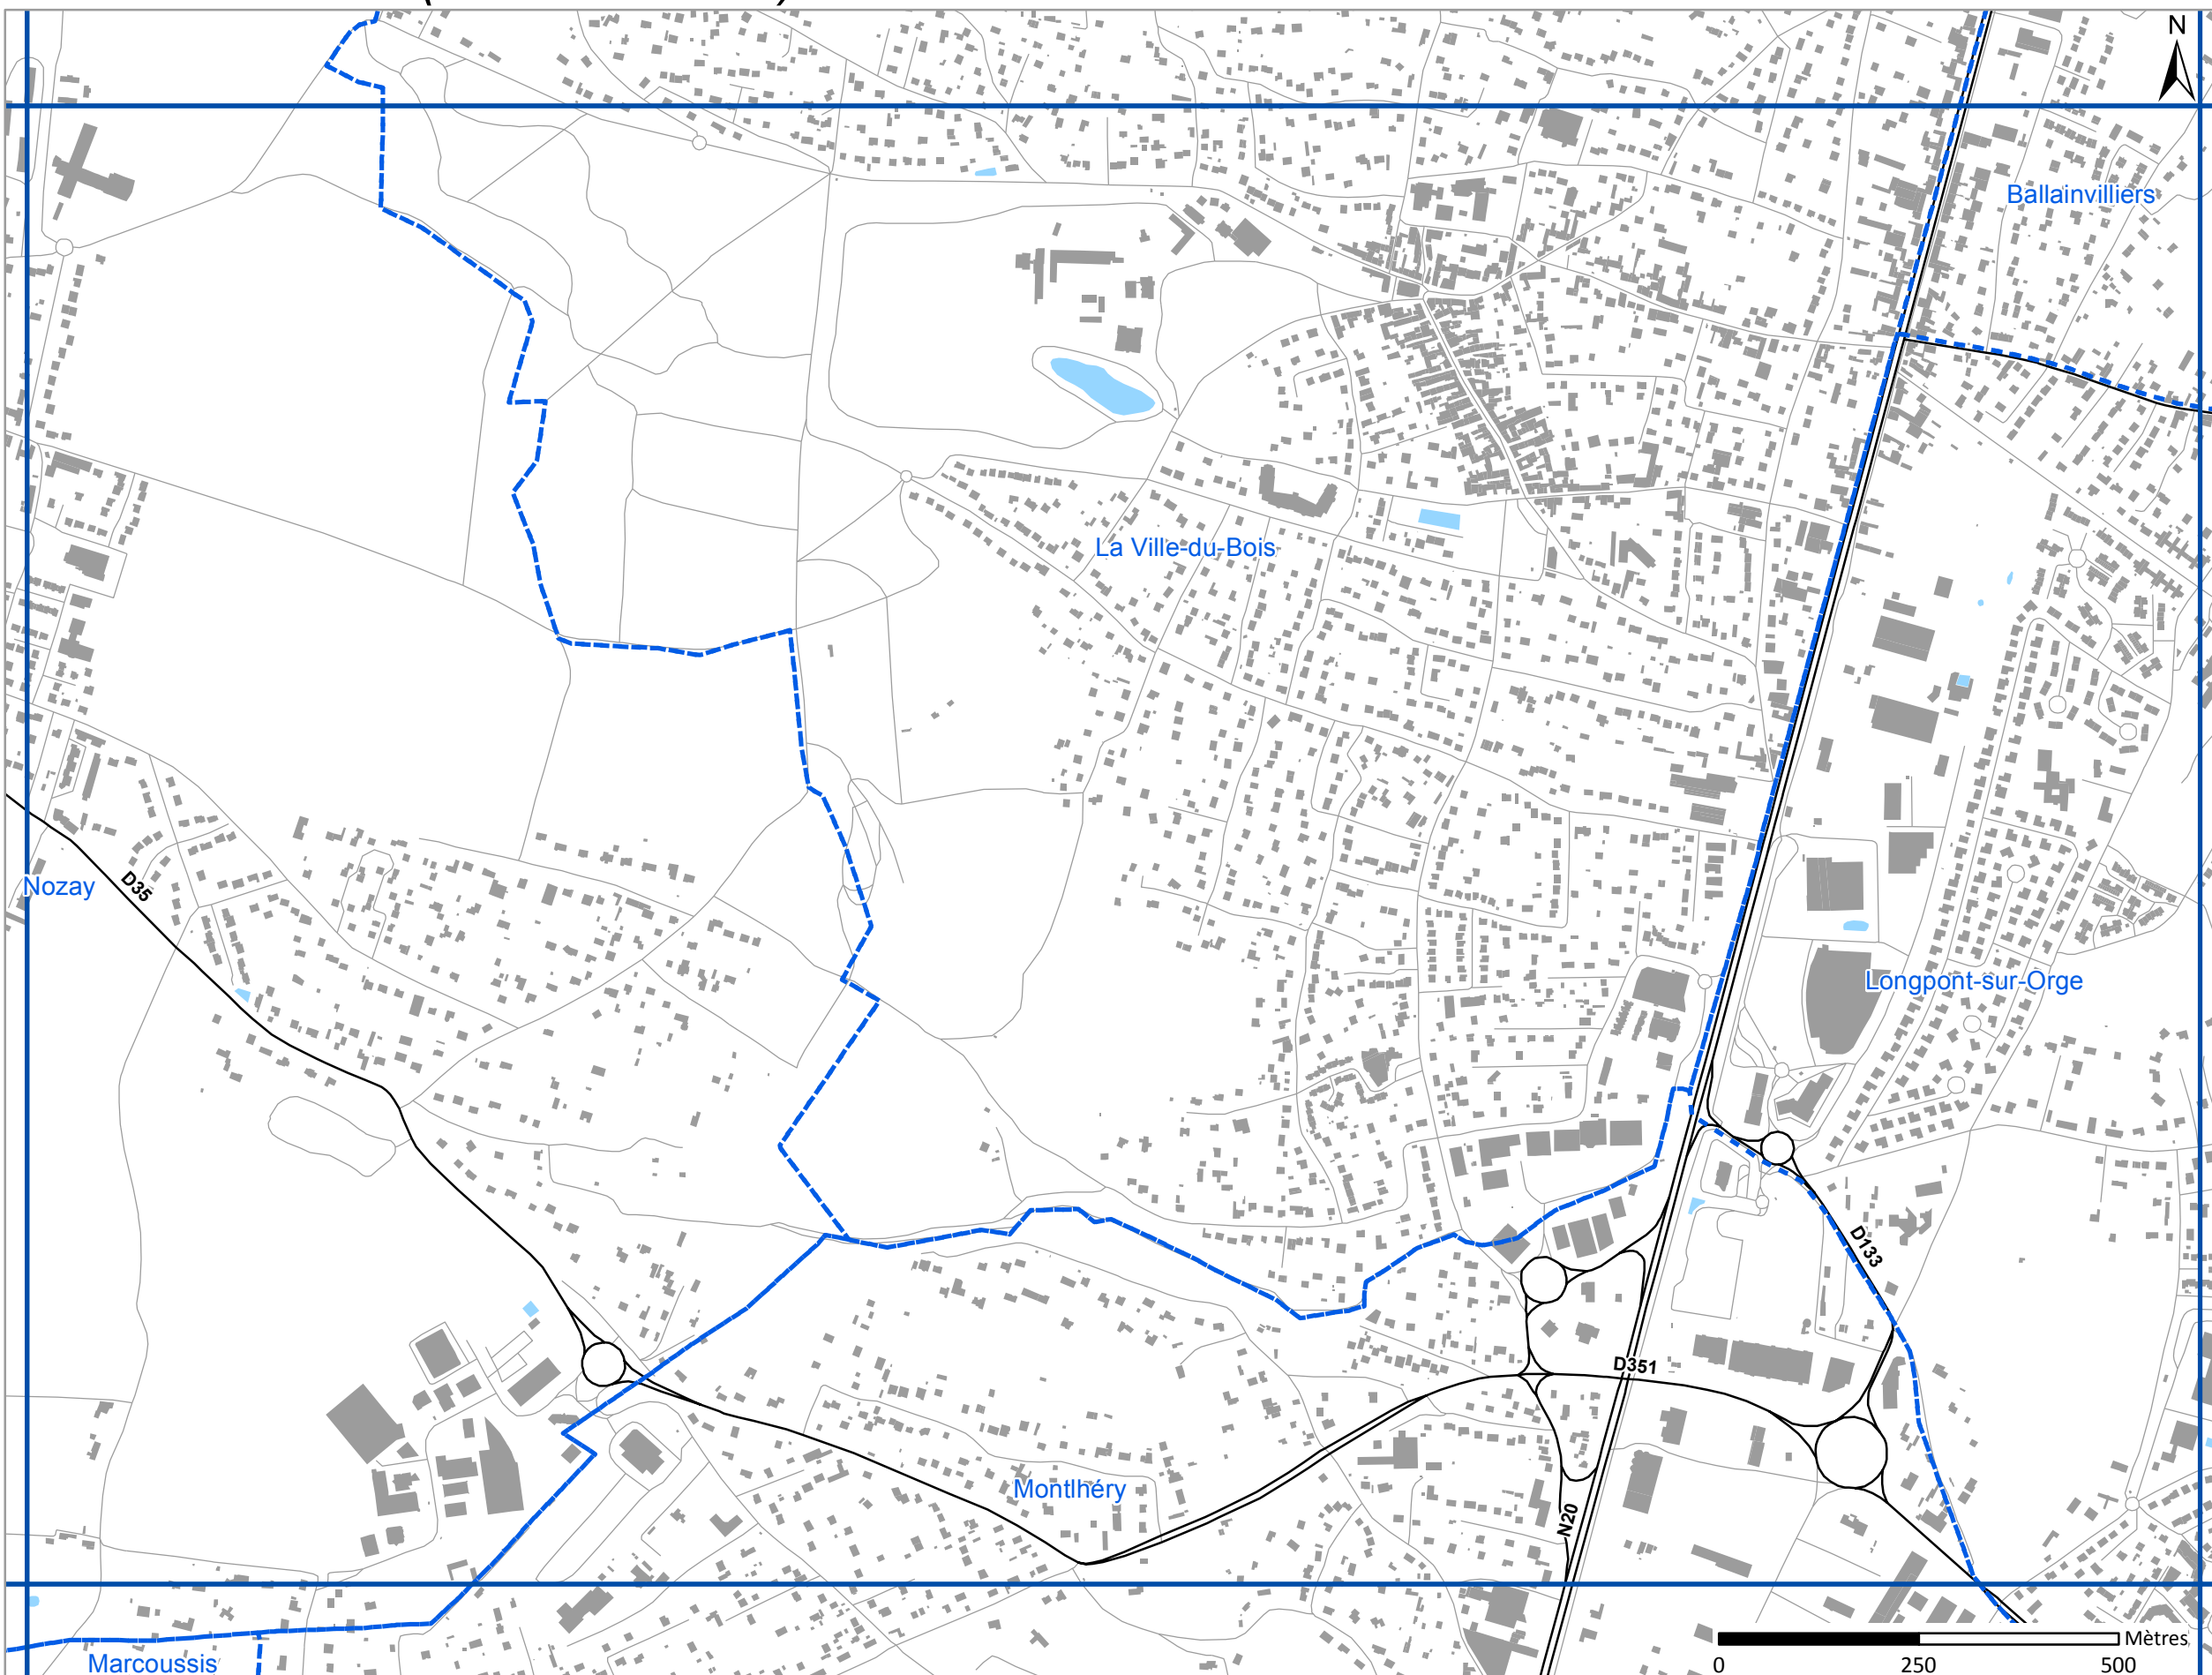 N
Ballainvilliers
La Ville-du-Bois
Nozay
D35
Longpont-sur-Orge
D133
D351
Montlhéry
N20
Marcoussis
Mètres
0 250 500